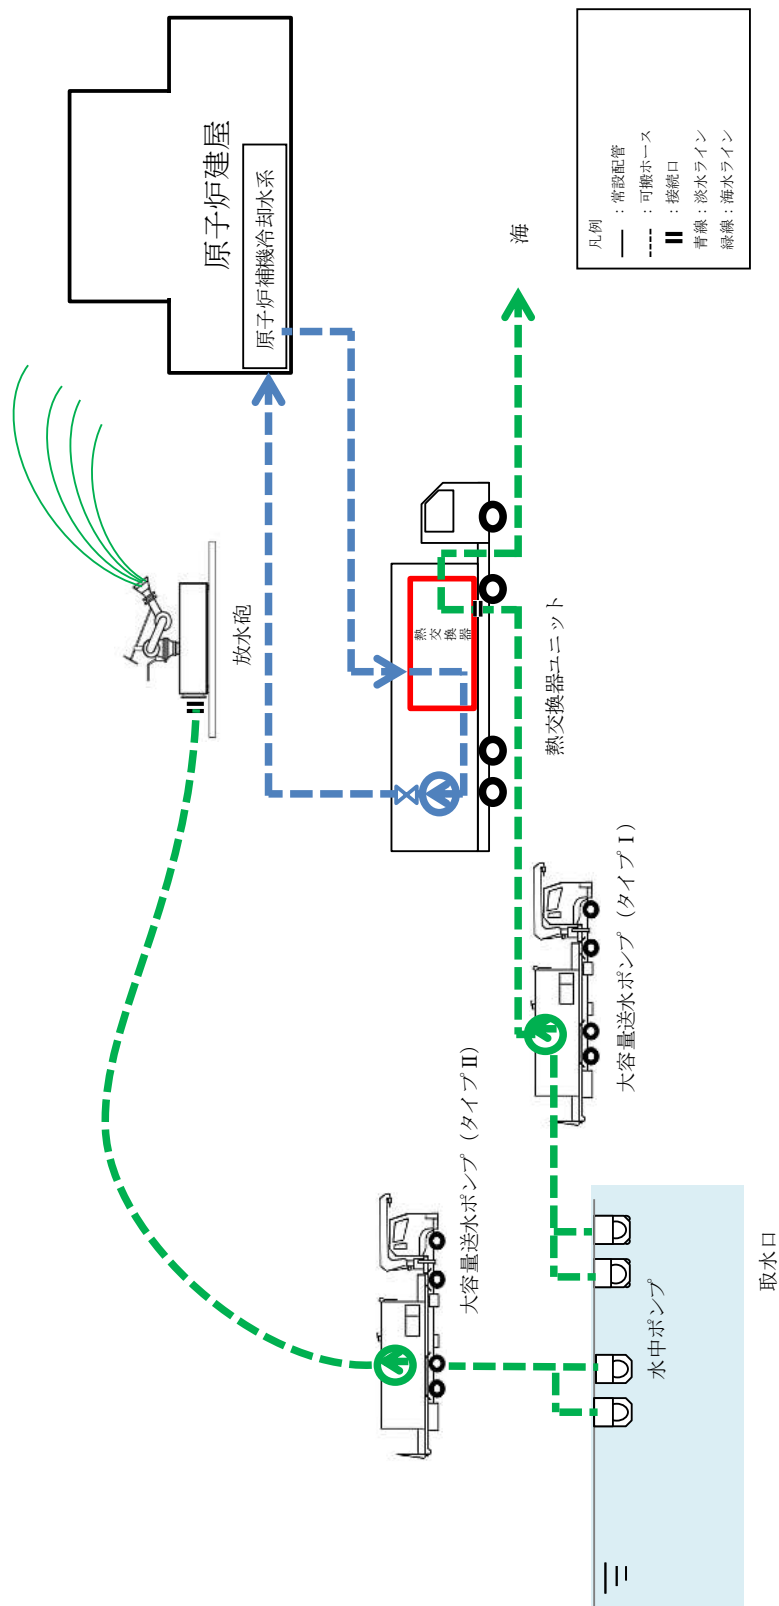 原子炉建屋
原子炉補機冷却水系
放水砲
海
熱
交
換
器
熱交換器ユニット
大容量送水ポンプ（タイプⅡ）
大容量送水ポンプ（タイプⅠ）
水中ポンプ
取水口
凡例
：常設配管
：可搬ホース
：接続口
青線：淡水ライン
緑線：海水ライン